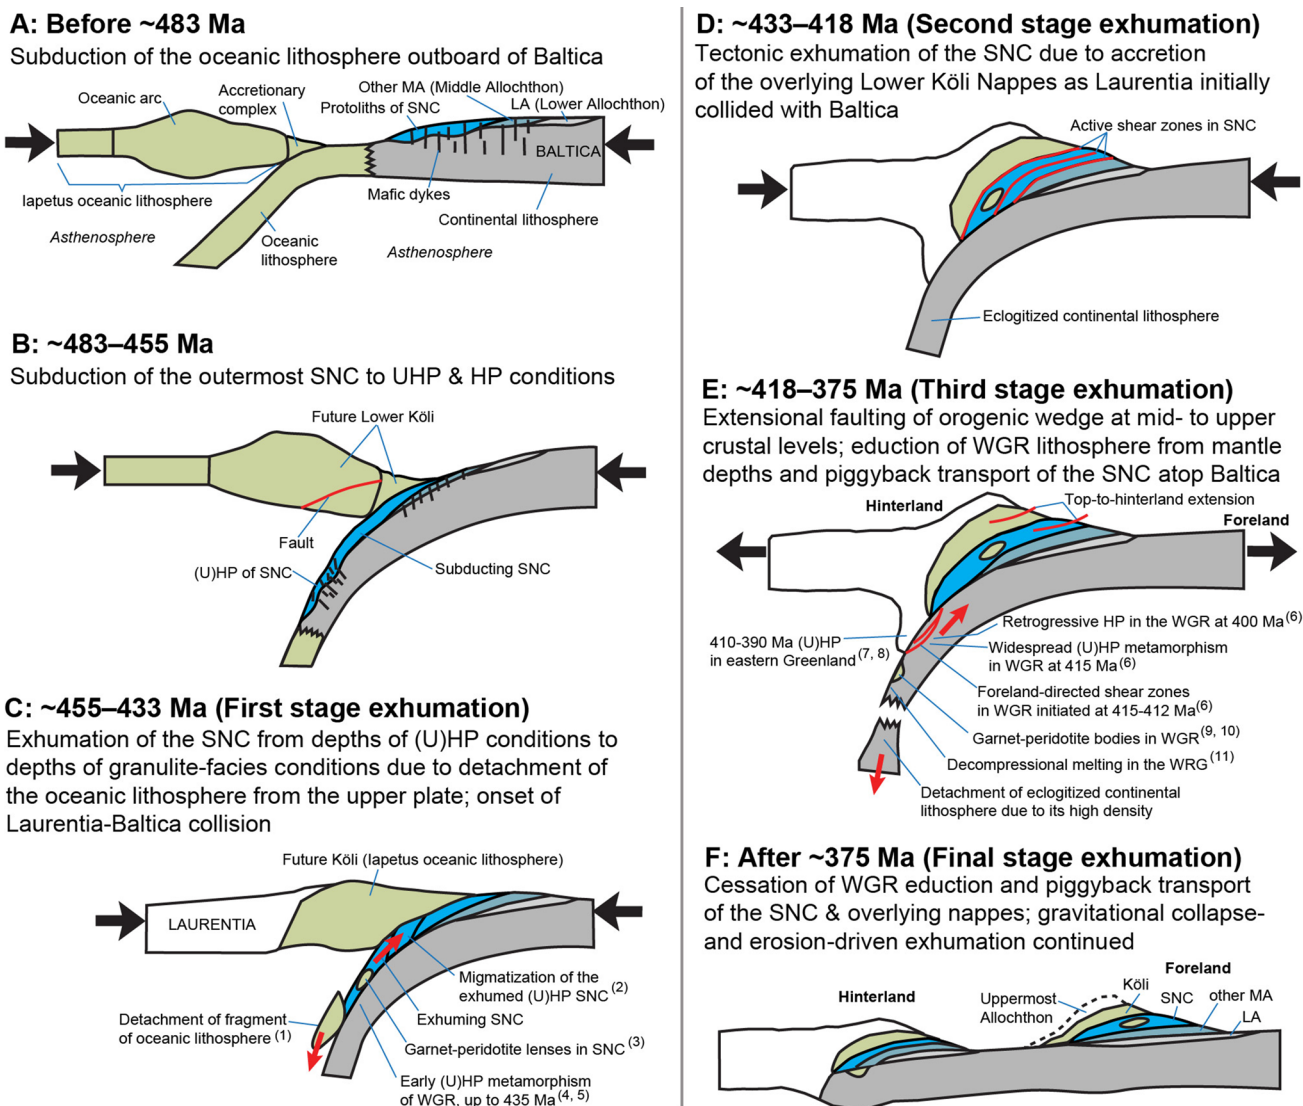 A: Before ~483 Ma
Subduction of the oceanic lithosphere outboard of Baltica
Oceanic arc
Accretionary
complex
Other MA (Middle Allochthon)
Protoliths of SNC
LA (Lower Allochthon)
BALTICA
Iapetus oceanic lithosphere
Mafic dykes
Continental lithosphere
Asthenosphere
Oceanic
lithosphere
Asthenosphere
B: ~483–455 Ma
Subduction of the outermost SNC to UHP & HP conditions
Future Lower Köli
Fault
(U)HP of SNC
Subducting SNC
C: ~455–433 Ma (First stage exhumation)
Exhumation of the SNC from depths of (U)HP conditions to
depths of granulite-facies conditions due to detachment of
the oceanic lithosphere from the upper plate; onset of
Laurentia-Baltica collision
Future Köli (Iapetus oceanic lithosphere)
LAURENTIA
Migmatization of the
exhumed (U)HP SNC (2)
Detachment of fragment
of oceanic lithosphere (1)
Exhuming SNC
Garnet-peridotite lenses in SNC (3)
Early (U)HP metamorphism
of WGR, up to 435 Ma (4, 5)
D: ~433–418 Ma (Second stage exhumation)
Tectonic exhumation of the SNC due to accretion
of the overlying Lower Köli Nappes as Laurentia initially
collided with Baltica
Active shear zones in SNC
Eclogitized continental lithosphere
E: ~418–375 Ma (Third stage exhumation)
Extensional faulting of orogenic wedge at mid- to upper
crustal levels; eduction of WGR lithosphere from mantle
depths and piggyback transport of the SNC atop Baltica
Hinterland
Top-to-hinterland extension
Foreland
Retrogressive HP in the WGR at 400 Ma (6)
410-390 Ma (U)HP
in eastern Greenland (7, 8)
Widespread (U)HP metamorphism
in WGR at 415 Ma (6)
Foreland-directed shear zones
in WGR initiated at 415-412 Ma (6)
Garnet-peridotite bodies in WGR (9, 10)
Decompressional melting in the WRG (11)
Detachment of eclogitized continental
lithosphere due to its high density
F: After ~375 Ma (Final stage exhumation)
Cessation of WGR eduction and piggyback transport
of the SNC & overlying nappes; gravitational collapse-
and erosion-driven exhumation continued
Foreland
Hinterland
Uppermost
Allochthon
Köli
SNC
other MA
LA